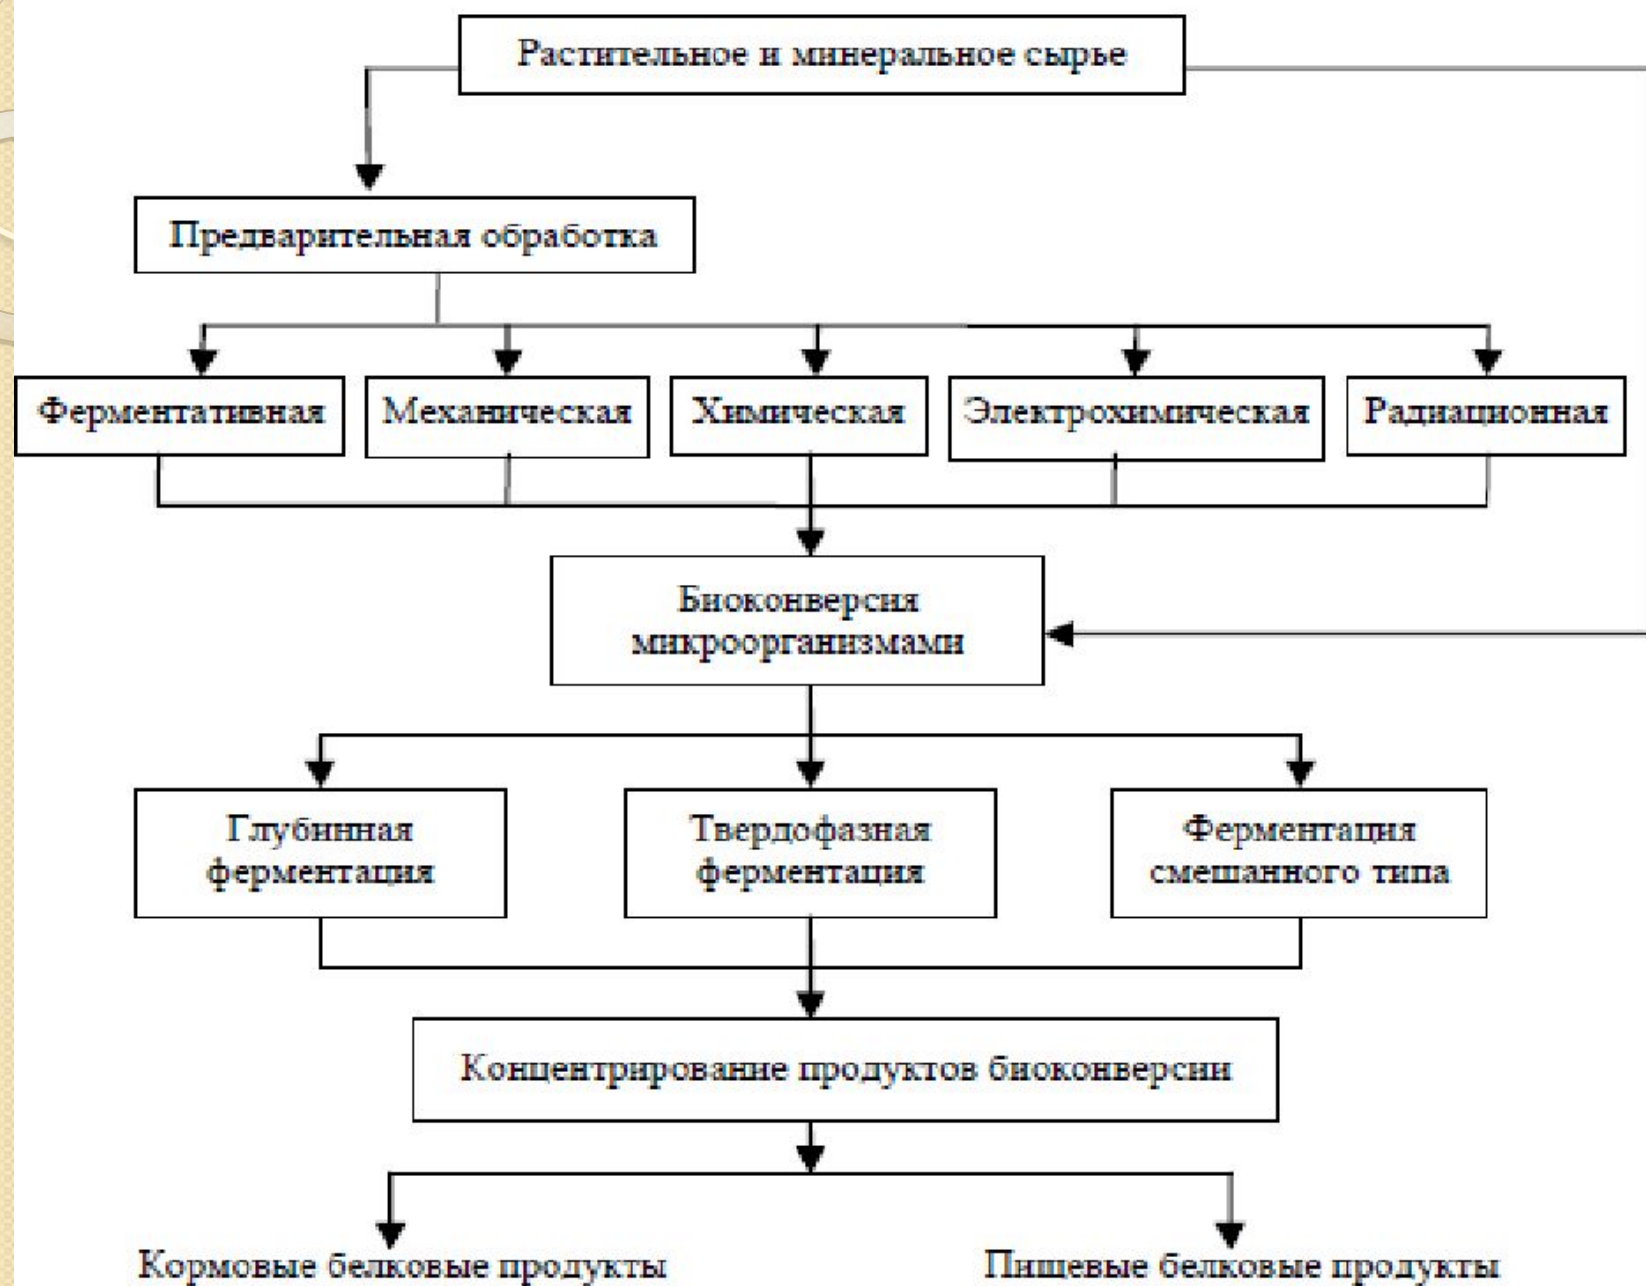 Растительное и минеральное сырье
Предварительная обработка
Ферментативная
Механическая
Химическая
Электрохимическая
Радиационная
Биоконверсия
микроорганизмами
Глубинная
ферментация
Твердофазная
ферментация
Ферментация
смешанного типа
Концентрирование продуктов биоконверсии
Кормовые белковые продукты
Пищевые белковые продукты